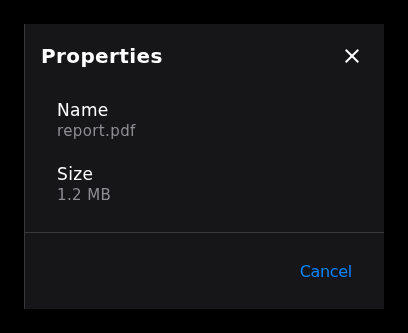 Properties
Name
report.pdf
Size
1.2 MB
Cancel